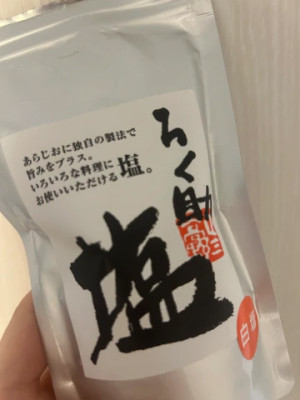 あらじおに独自の製法で
旨みをプラス。
いろいろな料理に
お使いいただける塩。
ろく助
塩
白